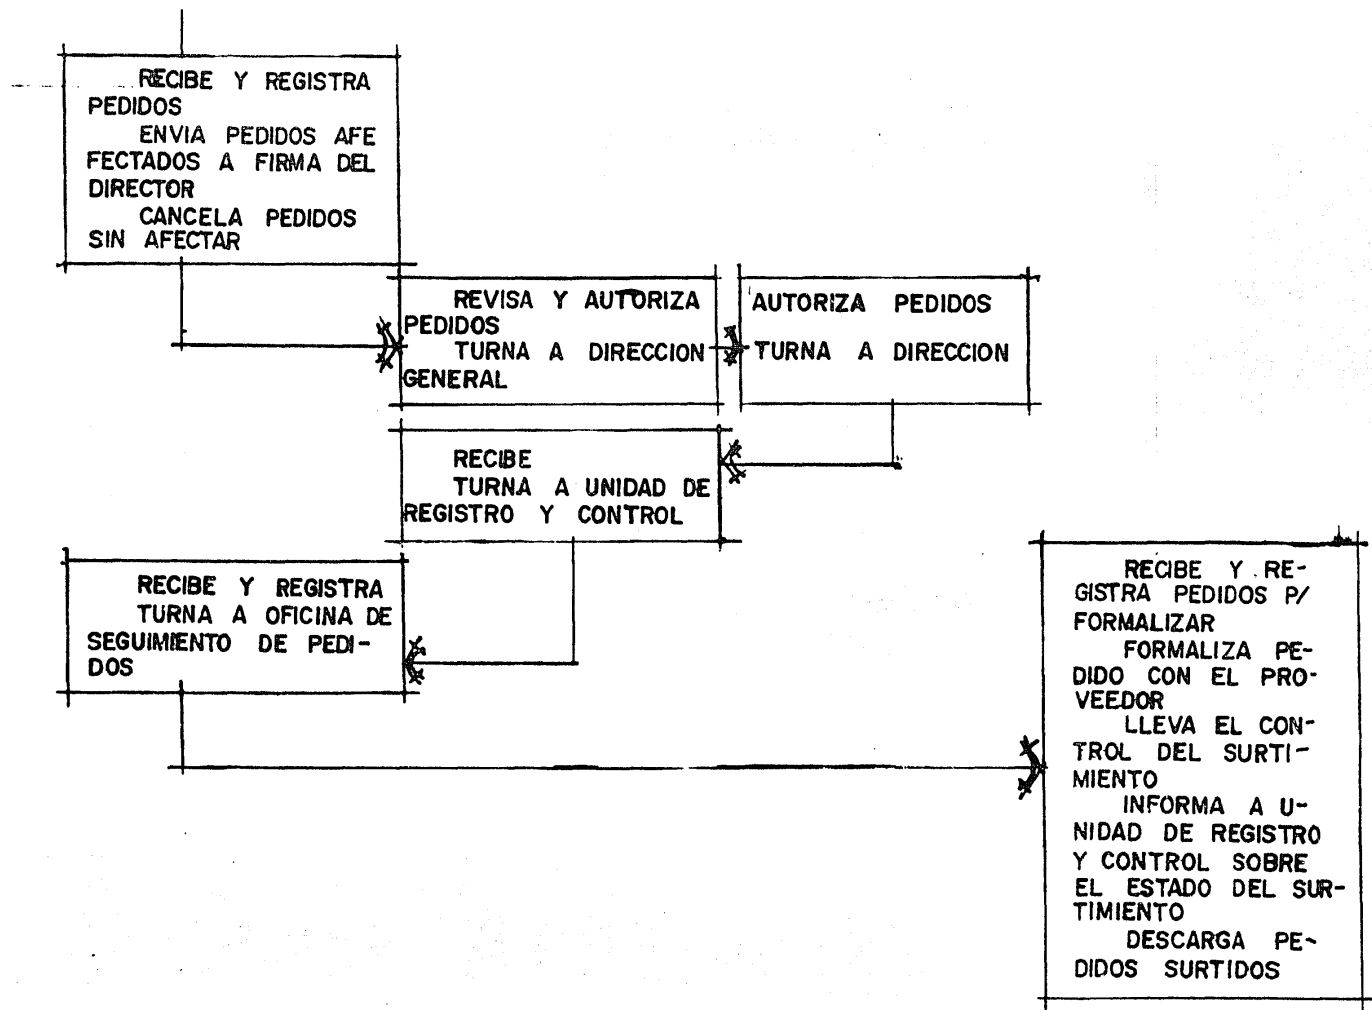 RECIBE Y REGISTRA
PEDIDOS
ENVIA PEDIDOS AFE
FECTADOS A FIRMA DEL
DIRECTOR
CANCELA PEDIDOS
SIN AFECTAR
REVISA Y AUTORIZA
PEDIDOS
TURNA A DIRECCION
GENERAL
AUTORIZA PEDIDOS
TURNA A DIRECCION
RECIBE
TURNA A UNIDAD DE
REGISTRO Y CONTROL
RECIBE Y REGISTRA
TURNA A OFICINA DE
SEGUIMIENTO DE PEDI-
DOS
RECIBE Y RE-
GISTRA PEDIDOS P/
FORMALIZAR
FORMALIZA PE-
DIDO CON EL PRO-
VEEDOR
LLEVA EL CON-
TROL DEL SURTI-
MIENTO
INFORMA A U-
NIDAD DE REGISTRO
Y CONTROL SOBRE
EL ESTADO DEL SUR-
TIMIENTO
DESCARGA PE-
DIDOS SURTIDOS